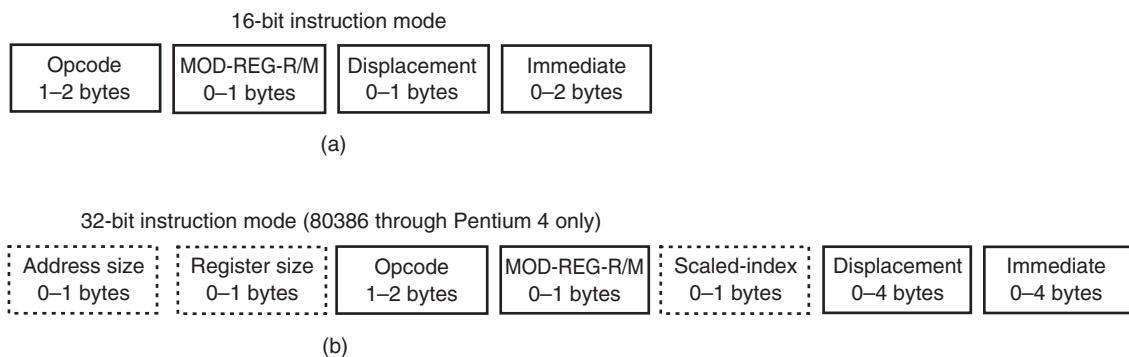 16-bit instruction mode
Opcode MOD-REG-R/M Displacement Immediate
1–2 bytes 0–1 bytes 0–1 bytes 0–2 bytes
(a)
32-bit instruction mode (80386 through Pentium 4 only)
Address size Register size Opcode MOD-REG-R/M Scaled-index Displacement Immediate
0–1 bytes 0–1 bytes 1–2 bytes 0–1 bytes 0–1 bytes 0–4 bytes 0–4 bytes
(b)